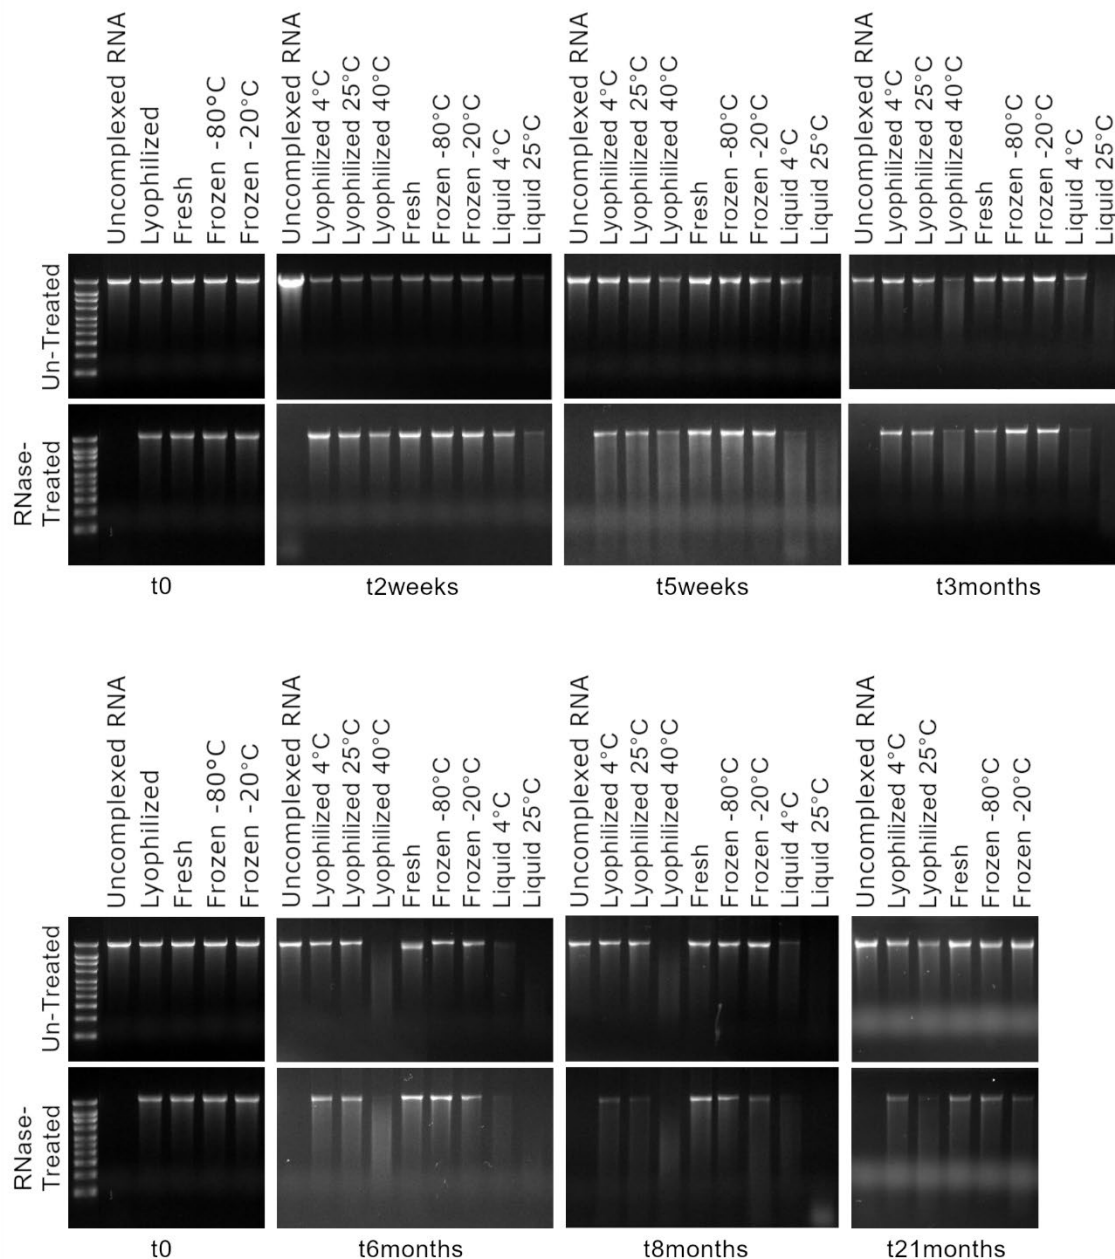 Uncomplexed RNA
Lyophilized
Fresh
Frozen -80°C
Frozen -20°C
Uncomplexed RNA
Lyophilized 4°C
Lyophilized 25°C
Lyophilized 40°C
Fresh
Frozen -80°C
Frozen -20°C
Liquid 4°C
Liquid 25°C
Uncomplexed RNA
Lyophilized 4°C
Lyophilized 25°C
Lyophilized 40°C
Fresh
Frozen -80°C
Frozen -20°C
Liquid 4°C
Liquid 25°C
Uncomplexed RNA
Lyophilized 4°C
Lyophilized 25°C
Lyophilized 40°C
Fresh
Frozen -80°C
Frozen -20°C
Liquid 4°C
Liquid 25°C
Un-Treated
RNase-
Treated
t0
t2weeks
t5weeks
t3months
Uncomplexed RNA
Lyophilized
Fresh
Frozen -80°C
Frozen -20°C
Uncomplexed RNA
Lyophilized 4°C
Lyophilized 25°C
Lyophilized 40°C
Fresh
Frozen -80°C
Frozen -20°C
Liquid 4°C
Liquid 25°C
Uncomplexed RNA
Lyophilized 4°C
Lyophilized 25°C
Lyophilized 40°C
Fresh
Frozen -80°C
Frozen -20°C
Liquid 4°C
Liquid 25°C
Uncomplexed RNA
Lyophilized 4°C
Lyophilized 25°C
Fresh
Frozen -80°C
Frozen -20°C
Un-Treated
RNase-
Treated
t0
t6months
t8months
t21months